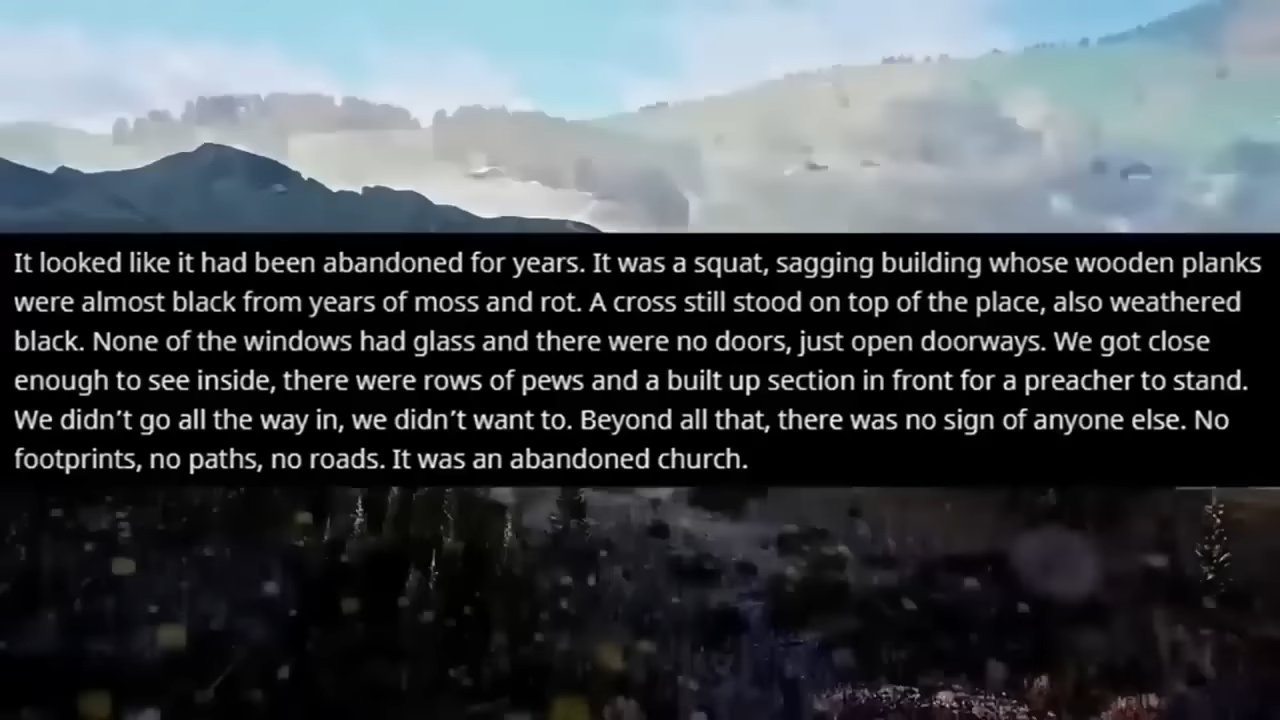 It looked like it had been abandoned for years. It was a squat, sagging building whose wooden planks
were almost black from years of moss and rot. A cross still stood on top of the place, also weathered
black. None of the windows had glass and there were no doors, just open doorways. We got close
enough to see inside, there were rows of pews and a built up section in front for a preacher to stand.
We didn’t go all the way in, we didn’t want to. Beyond all that, there was no sign of anyone else. No
footprints, no paths, no roads. It was an abandoned church.